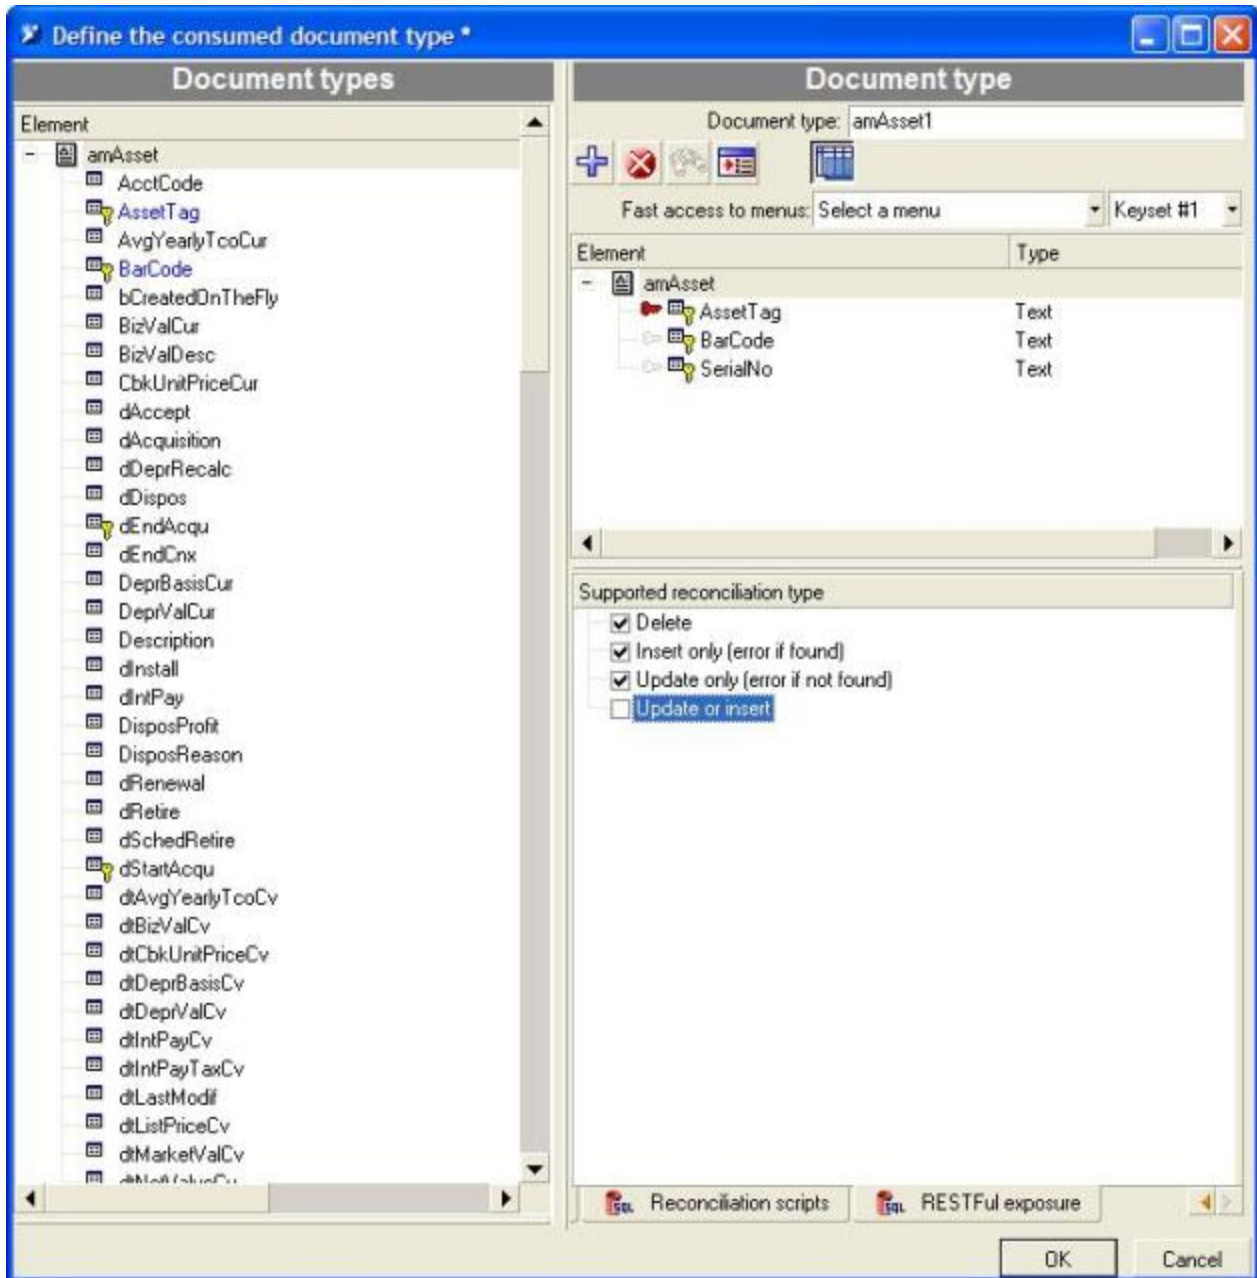 Define the consumed document type *
Document types
Element
amAsset
AcctCode
AssetTag
AvgYearlyTcoCur
BarCode
bCreatedOnTheFly
BizValCur
BizValDesc
CbkUnitPriceCur
dAccept
dAcquisition
dDeprRecalc
dDispos
dEndAcqu
dEndCnx
DeprBasisCur
DeprValCur
Description
dInstall
dIntPay
DisposProfit
DisposReason
dRenewal
dRetire
dSchedRetire
dStartAcqu
dtAvgYearlyTcoCv
dtBizValCv
dtCbkUnitPriceCv
dtDeprBasisCv
dtDeprValCv
dtIntPayCv
dtIntPayTaxCv
dtLastModif
dtListPriceCv
dtMarketValCv
Document type
Document type: amAsset1
Fast access to menus: Select a menu Keyset #1
Element Type
amAsset
AssetTag Text
BarCode Text
SerialNo Text
Supported reconciliation type
Delete
Insert only (error if found)
Update only (error if not found)
Update or insert
SQL Reconciliation scripts SQL RESTFul exposure
OK Cancel